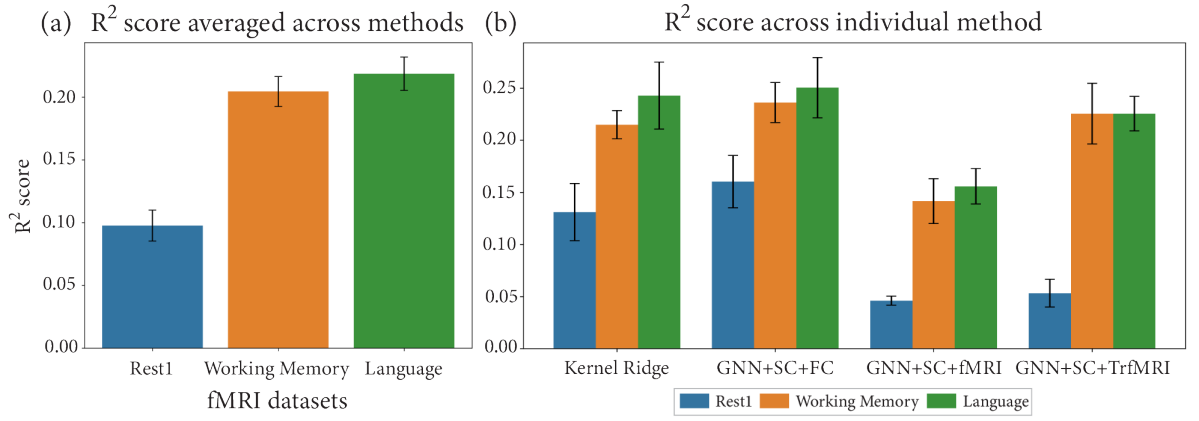 (a) R² score averaged across methods
R² score
0.20
0.15
0.10
0.05
0.00
Rest1 Working Memory Language
fMRI datasets
(b) R² score across individual method
0.25
0.20
0.15
0.10
0.05
0.00
Kernel Ridge GNN+SC+FC GNN+SC+fMRI GNN+SC+TrfMRI
Rest1 Working Memory Language